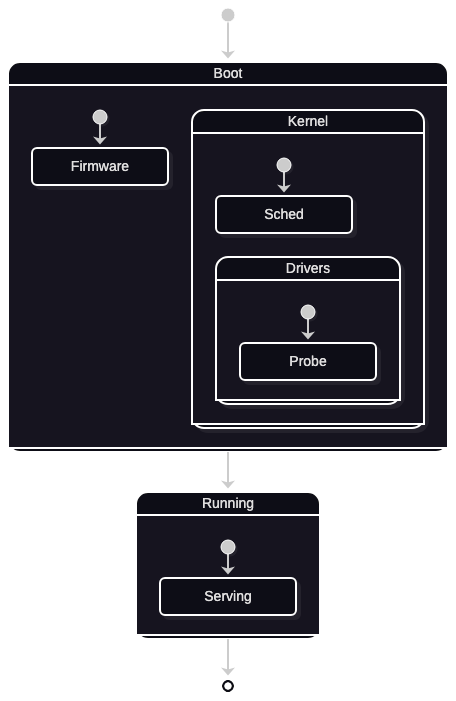 Boot
Firmware
Kernel
Sched
Drivers
Probe
Running
Serving